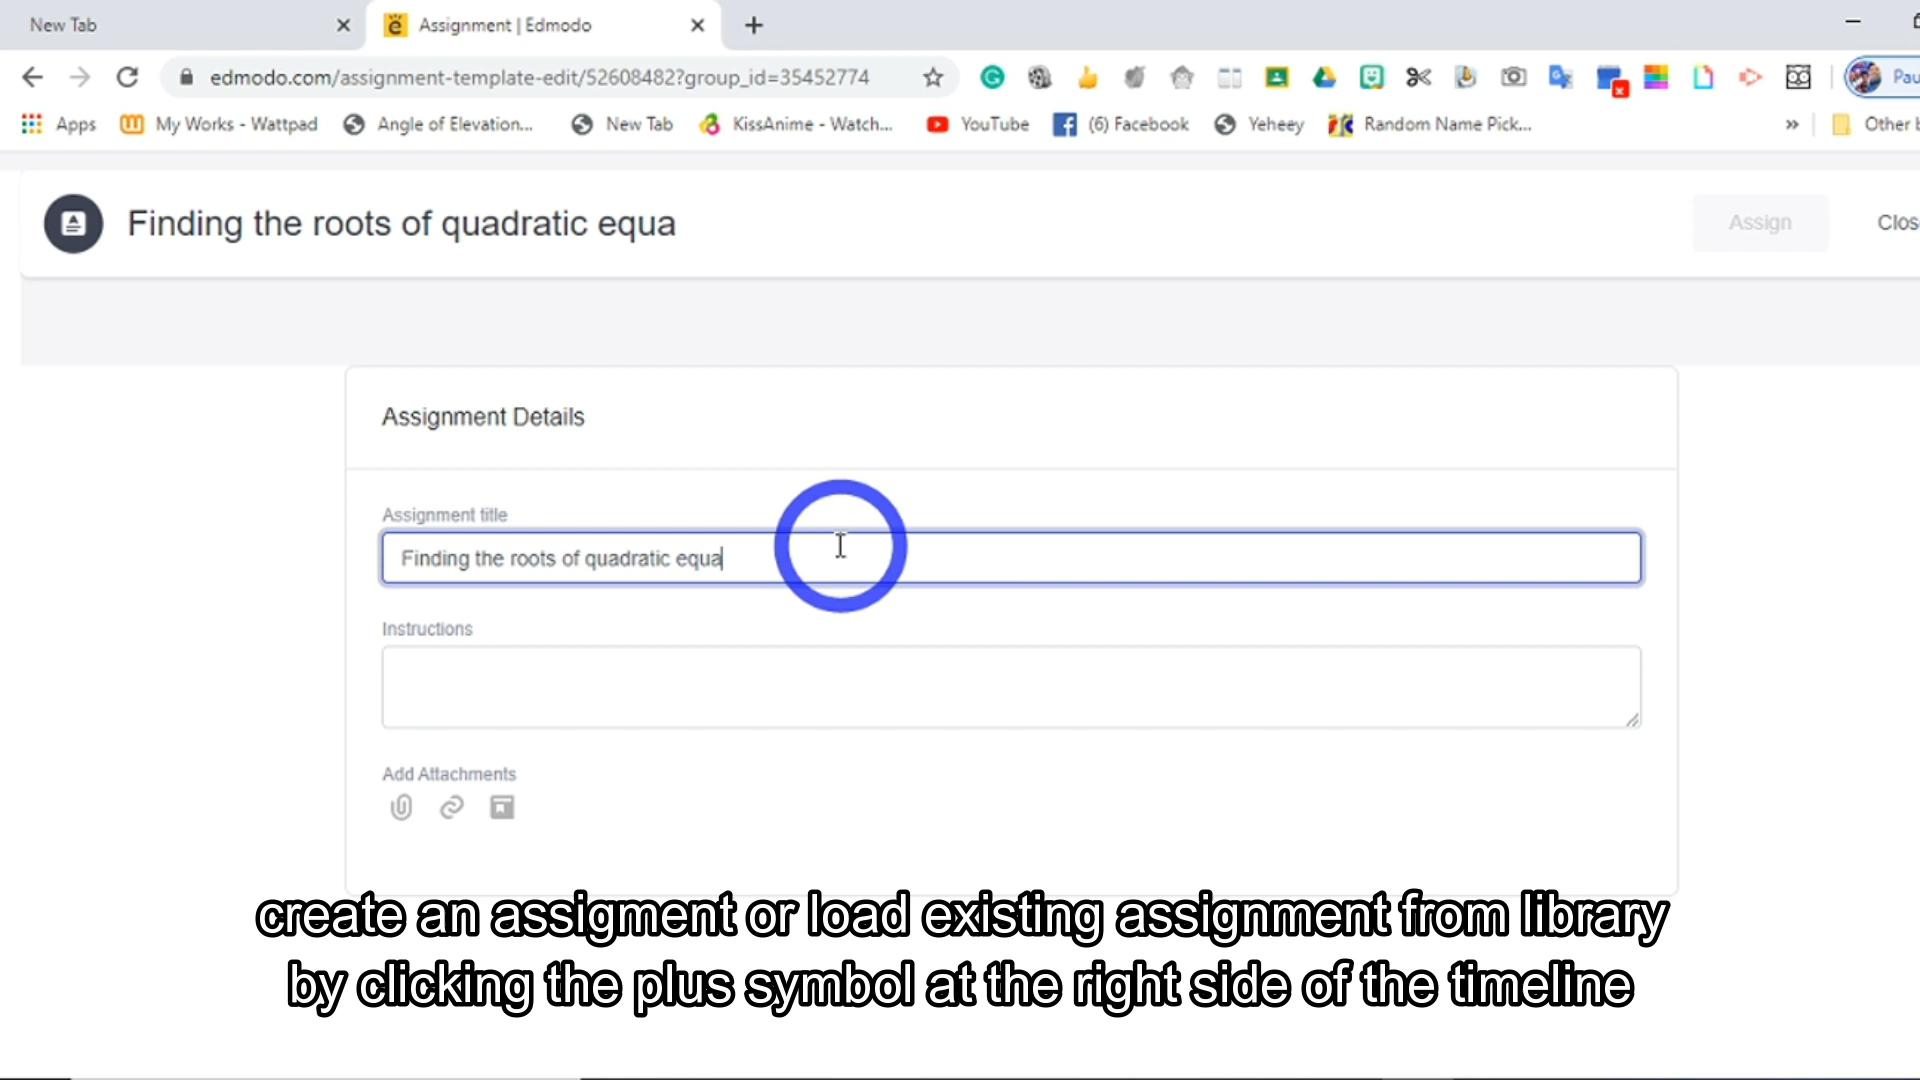 New Tab
Assignment | Edmodo
edmodo.com/assignment-template-edit/52608482?group_id=35452774
Pau
Apps
My Works - Wattpad
Angle of Elevation...
New Tab
KissAnime - Watch...
YouTube
(6) Facebook
Yeheey
Random Name Pick...
»
Other b
Finding the roots of quadratic equa
Assign
Clos
Assignment Details
Assignment title
Finding the roots of quadratic equa
Instructions
Add Attachments
create an assigment or load existing assignment from library
by clicking the plus symbol at the right side of the timeline